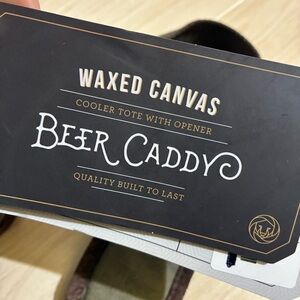 WAXED CANVAS
COOLER TOTE WITH OPENER
BEER CADDY
QUALITY BUILT TO LAST